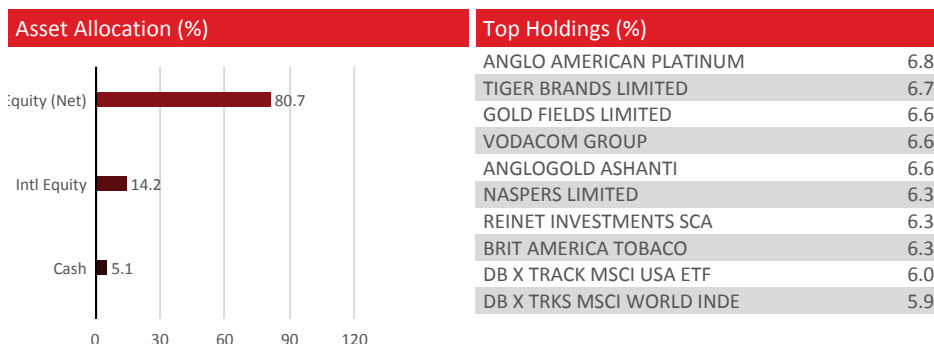 Asset Allocation (%)
Equity (Net)
80.7
Intl Equity
14.2
Cash
5.1
0 30 60 90 120
Top Holdings (%)
ANGLO AMERICAN PLATINUM 6.8
TIGER BRANDS LIMITED 6.7
GOLD FIELDS LIMITED 6.6
VODACOM GROUP 6.6
ANGLOGOLD ASHANTI 6.6
NASPERS LIMITED 6.3
REINET INVESTMENTS SCA 6.3
BRIT AMERICA TOBACCO 6.3
DB X TRACK MSCI USA ETF 6.0
DB X TRKS MSCI WORLD INDE 5.9